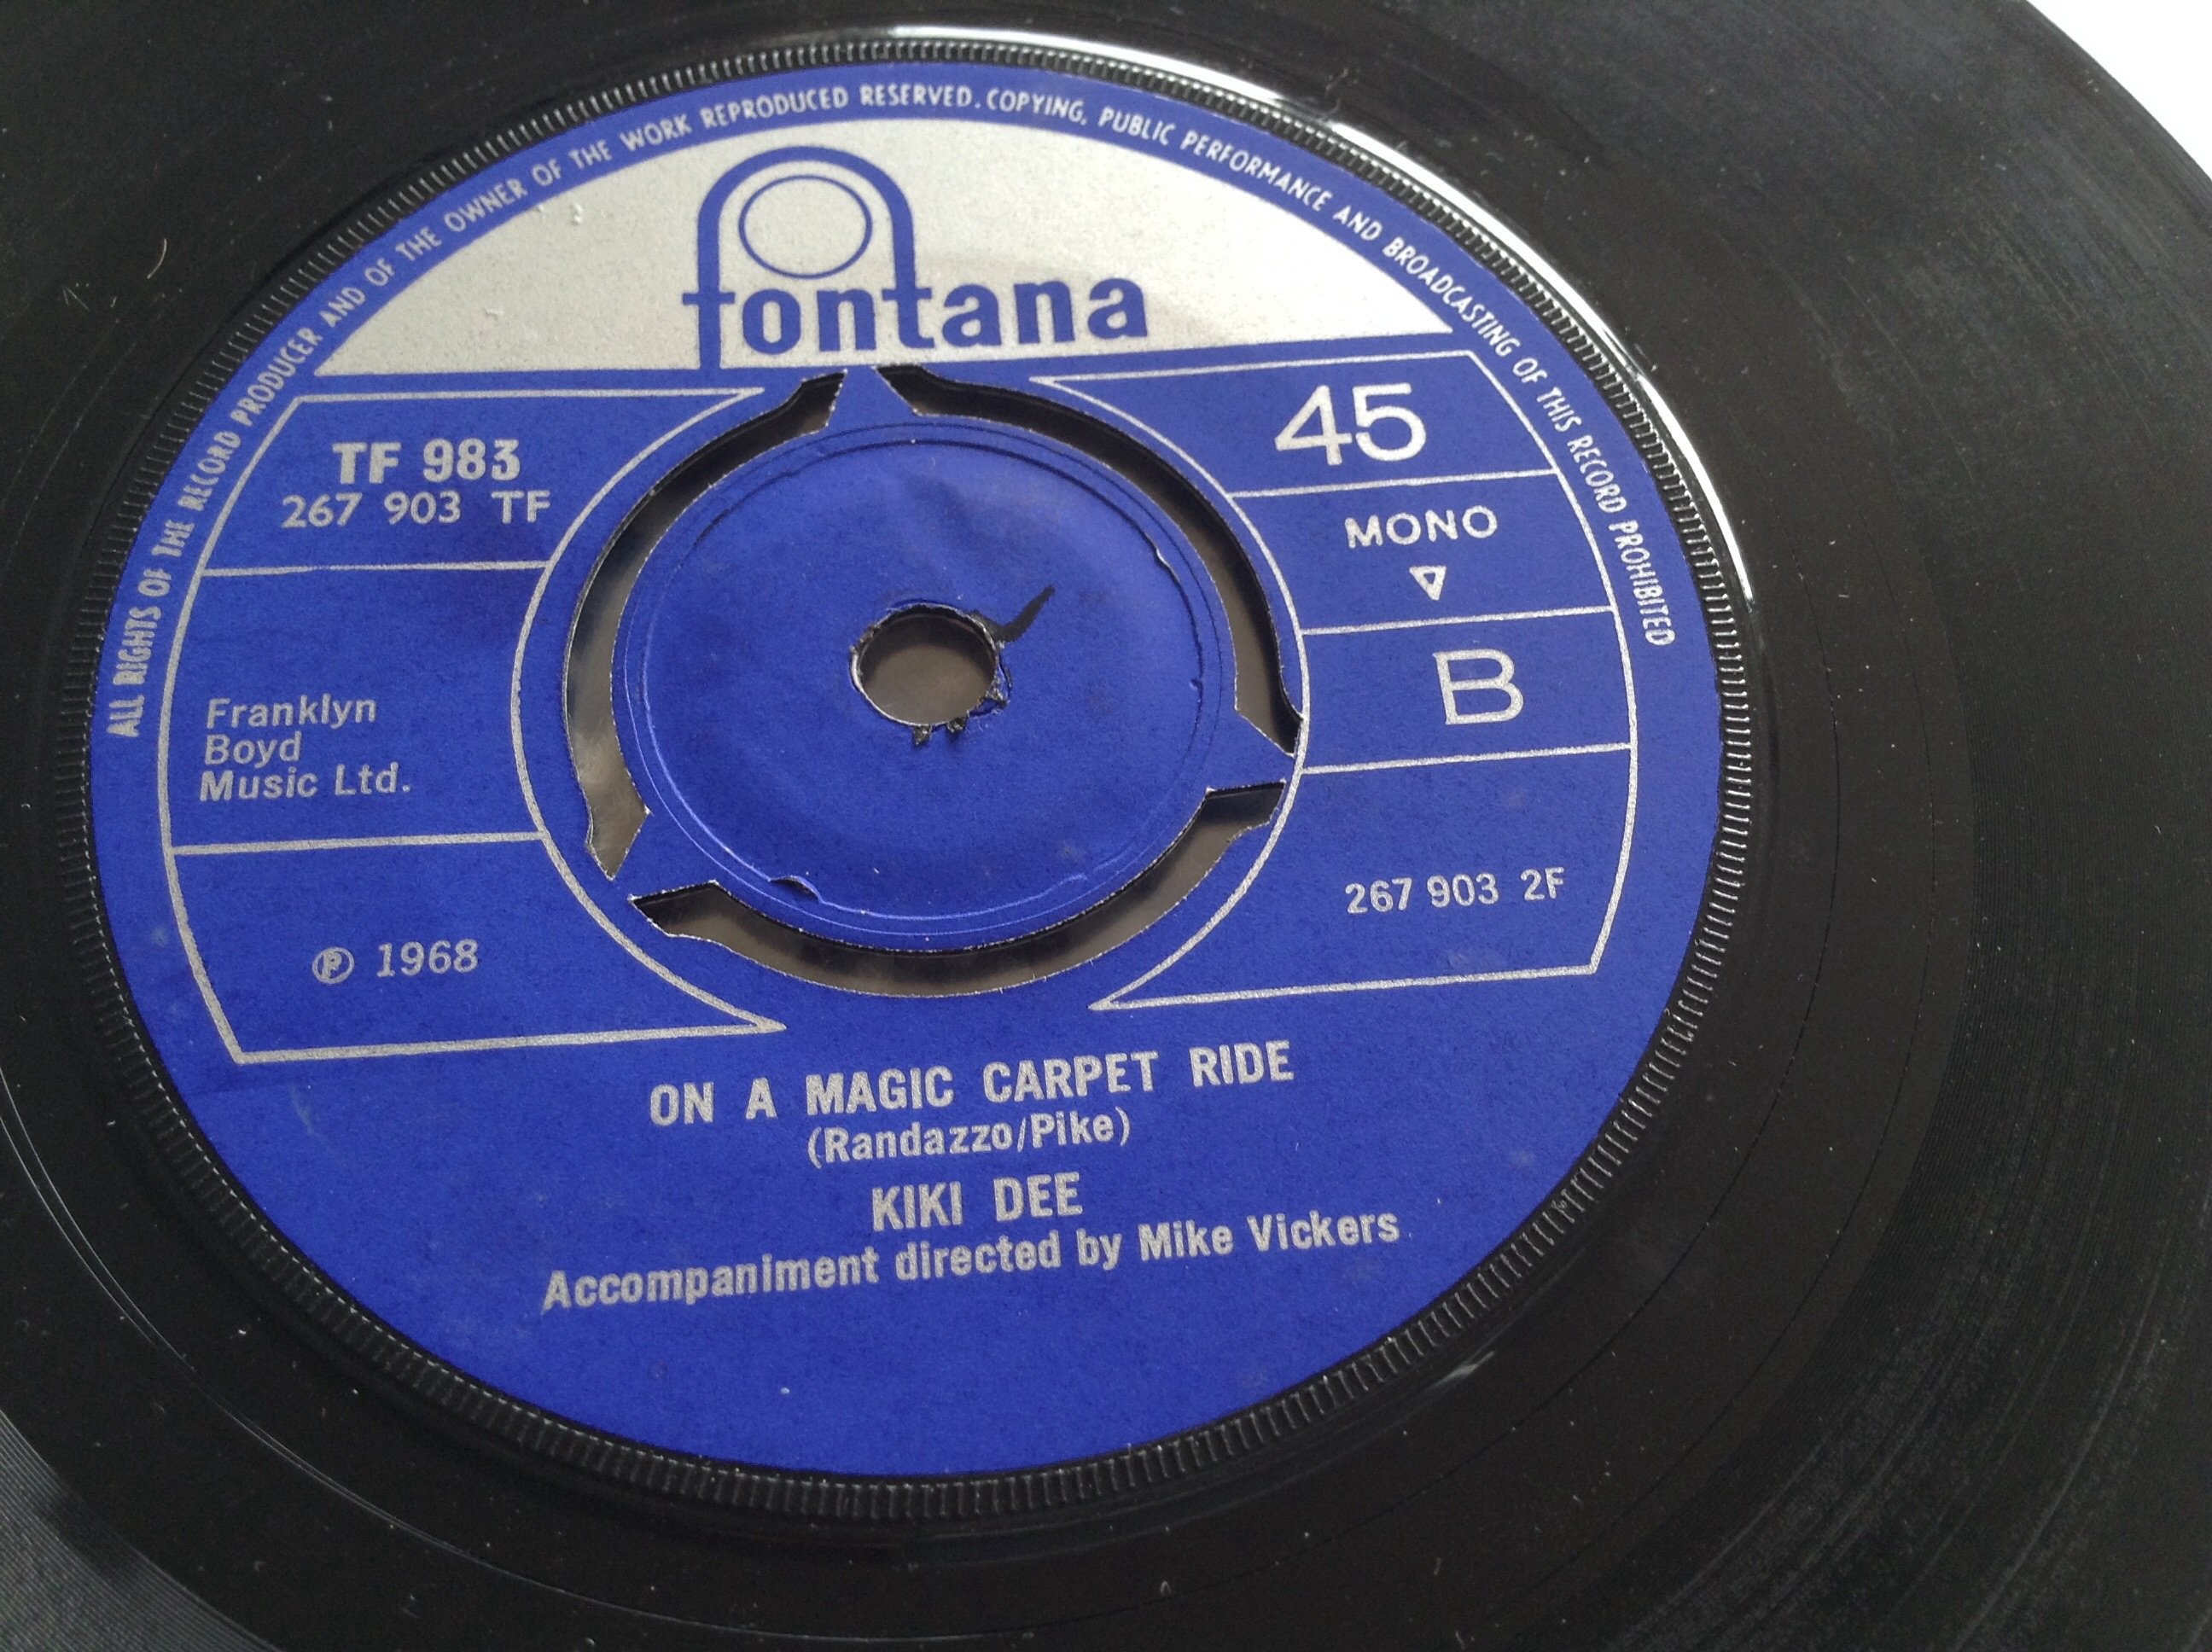 ALL RIGHTS OF THE RECORD PRODUCER AND OF THE OWNER OF THE WORK REPRODUCED RESERVED. COPYING, PUBLIC PERFORMANCE AND BROADCASTING OF THIS RECORD PROHIBITED
fontana
TF 983
267 903 TF
45
MONO
B
Franklyn
Boyd
Music Ltd.
267 903 2F
℗ 1968
ON A MAGIC CARPET RIDE
(Randazzo/Pike)
KIKI DEE
Accompaniment directed by Mike Vickers